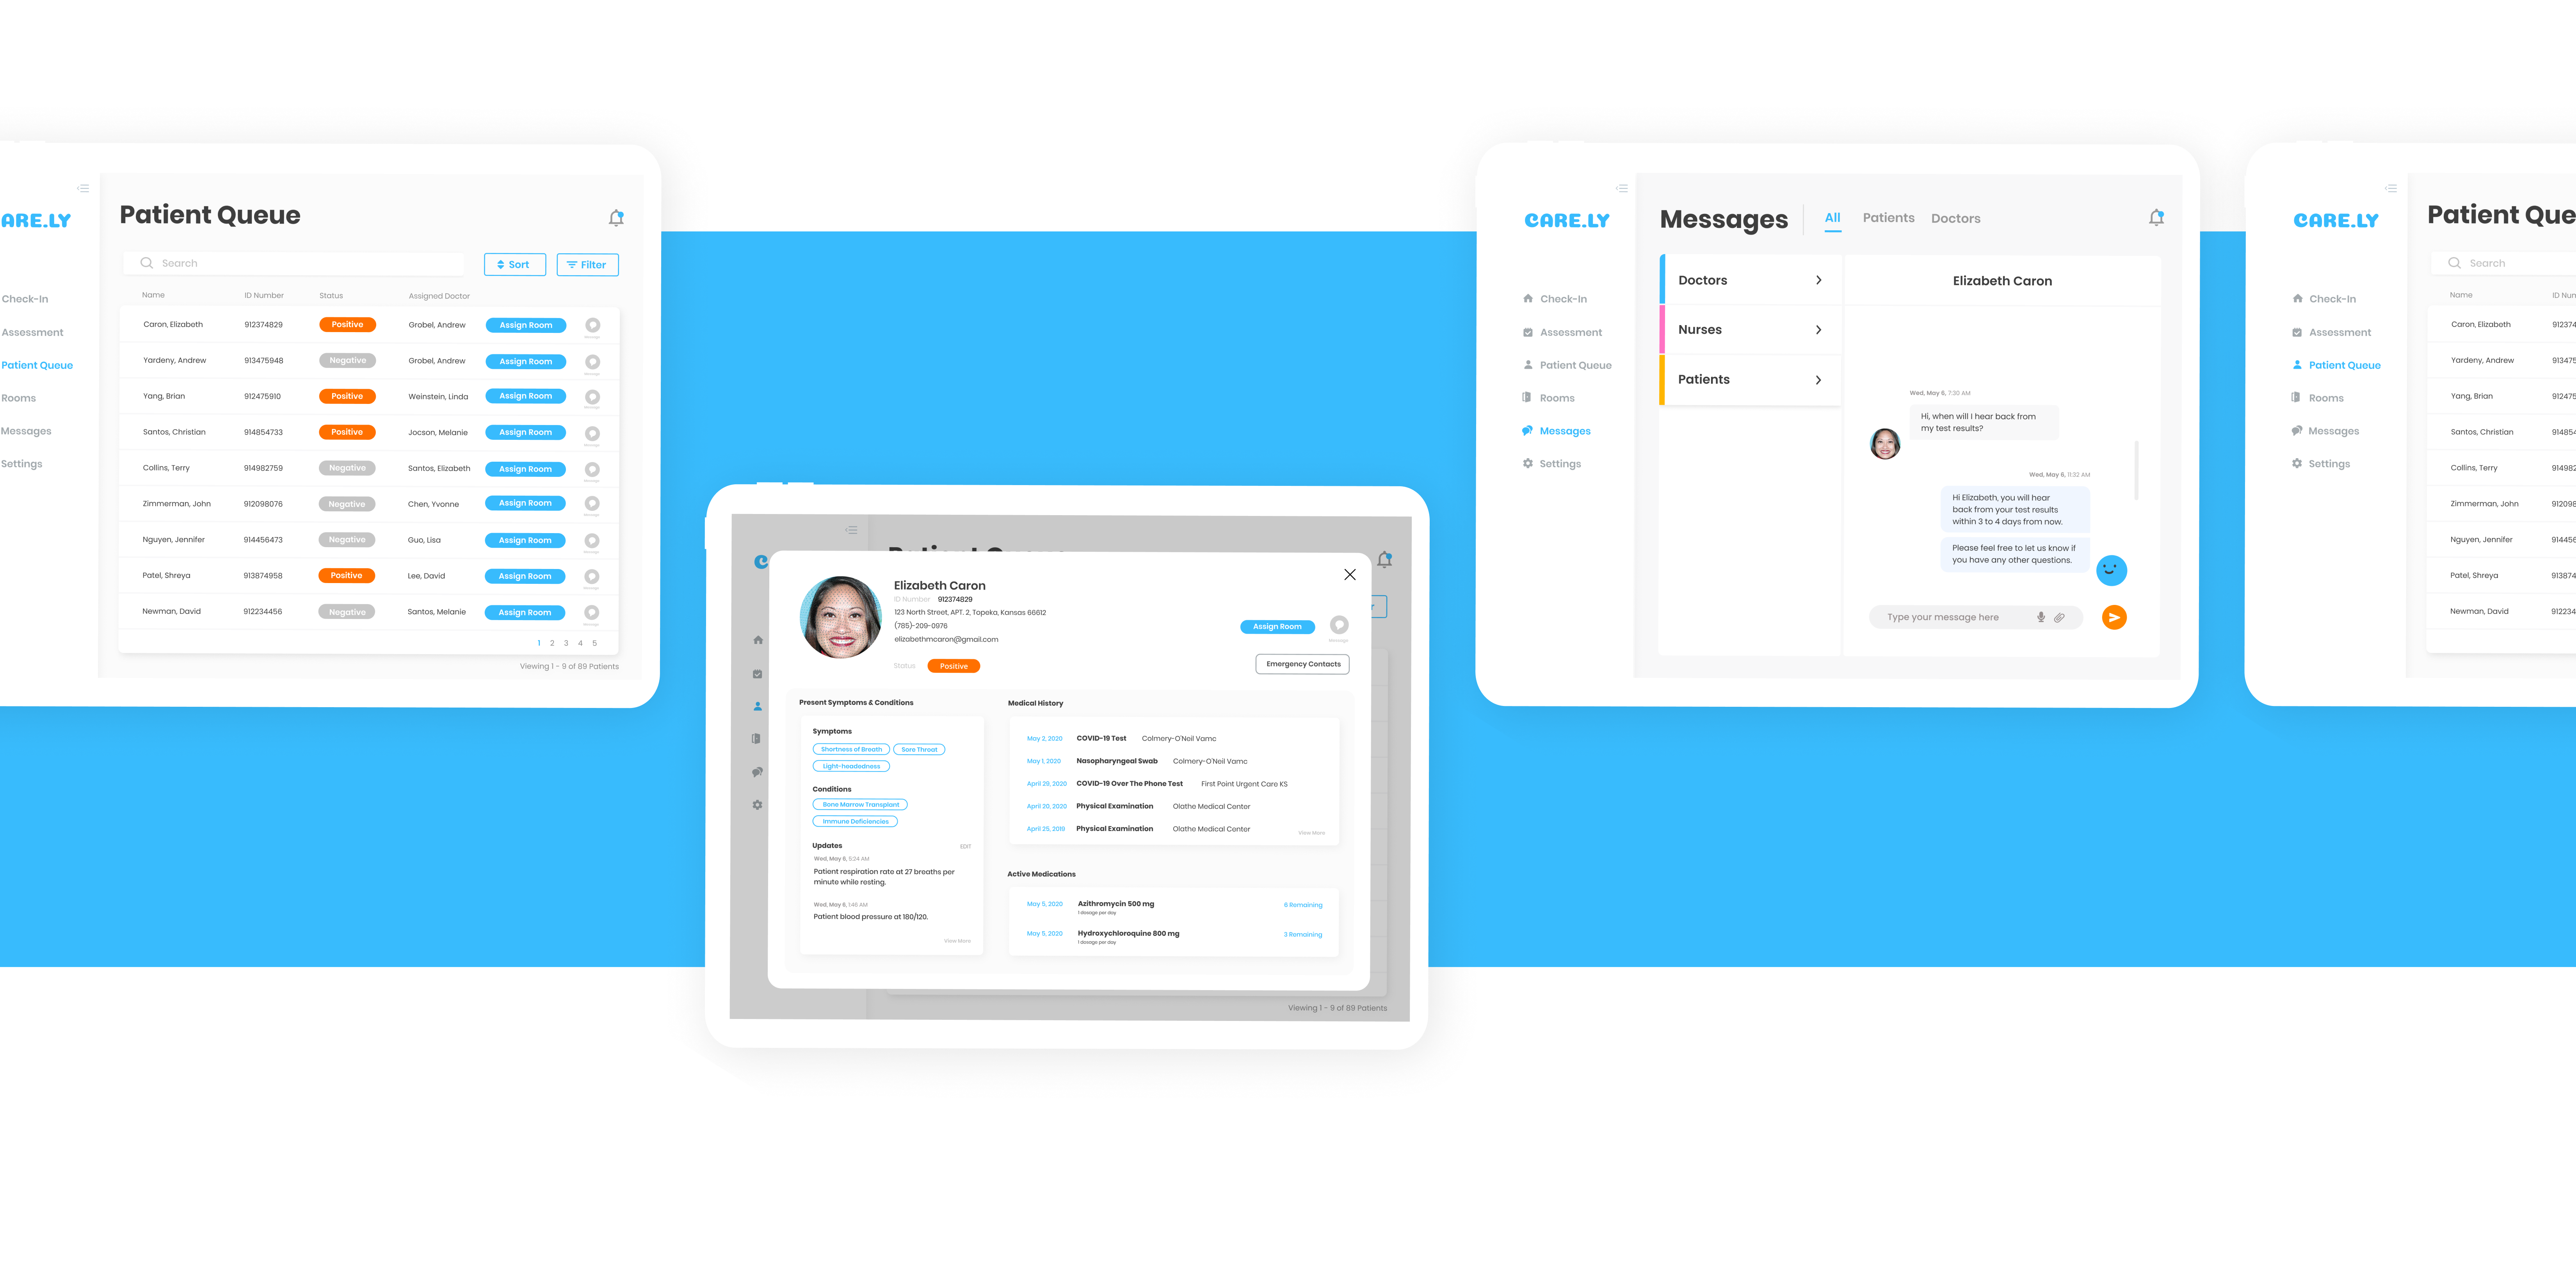 ARE.LY
Check-In
Assessment
Patient Queue
Rooms
Messages
Settings
Patient Queue
Search
Sort
Filter
Name ID Number Status Assigned Doctor
Caron, Elizabeth 912374829 Positive Grobel, Andrew Assign Room Message
Yardeny, Andrew 913475948 Negative Grobel, Andrew Assign Room Message
Yang, Brian 912475910 Positive Weinstein, Linda Assign Room Message
Santos, Christian 914854733 Positive Jocson, Melanie Assign Room Message
Collins, Terry 914982759 Negative Santos, Elizabeth Assign Room Message
Zimmerman, John 912098076 Negative Chen, Yvonne Assign Room Message
Nguyen, Jennifer 914456473 Negative Guo, Lisa Assign Room Message
Patel, Shreya 913874958 Positive Lee, David Assign Room Message
Newman, David 912234456 Negative Santos, Melanie Assign Room Message
1 2 3 4 5
Viewing 1 - 9 of 89 Patients
C
Elizabeth Caron
ID Number 912374829
123 North Street, APT. 2, Topoka, Kansas 66612
(785)-209-0976
elizabethmcaron@gmail.com
Status Positive
Assign Room
Message
Emergency Contacts
r
Present Symptoms & Conditions
Symptoms
Shortness of Breath Sore Throat
Light-headedness
Conditions
Bone Marrow Transplant
Immune Deficiencies
Updates EDIT
Wed, May 6, 5:24 AM
Patient respiration rate at 27 breaths per
minute while resting.
Wed, May 6, 1:46 AM
Patient blood pressure at 180/120.
View More
Medical History
May 2, 2020 COVID-19 Test Colmery-O'Neil Vamc
May 1, 2020 Nasopharyngeal Swab Colmery-O'Neil Vamc
April 29, 2020 COVID-19 Over The Phone Test First Point Urgent Care KS
April 20, 2020 Physical Examination Olathe Medical Center
April 25, 2019 Physical Examination Olathe Medical Center
View More
Active Medications
May 5, 2020 Azithromycin 500 mg 6 Remaining
1 dosage per day
May 5, 2020 Hydroxychloroquine 800 mg 3 Remaining
1 dosage per day
Viewing 1 - 9 of 89 Patients
CARE.LY
Check-In
Assessment
Patient Queue
Rooms
Messages
Settings
Messages
All Patients Doctors
Doctors
Nurses
Patients
Elizabeth Caron
Wed, May 6, 7:30 AM
Hi, when will I hear back from
my test results?
Wed, May 6, 11:32 AM
Hi Elizabeth, you will hear
back from your test results
within 3 to 4 days from now.
Please feel free to let us know if
you have any other questions.
Type your message here
CARE.LY
Check-In
Assessment
Patient Queue
Rooms
Messages
Settings
Patient Que
Search
Name ID Num
Caron, Elizabeth 91237
Yardeny, Andrew 91347
Yang, Brian 91247
Santos, Christian 91485
Collins, Terry 91498
Zimmerman, John 91209
Nguyen, Jennifer 91445
Patel, Shreya 91387
Newman, David 91223